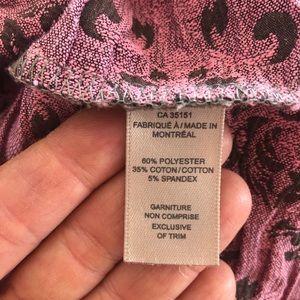 CA 35151
FABRIQUÉ À/MADE IN
MONTRÉAL
60% POLYESTER
35% COTON/COTTON
5% SPANDEX
GARNITURE
NON COMPRISE
EXCLUSIVE
OF TRIM